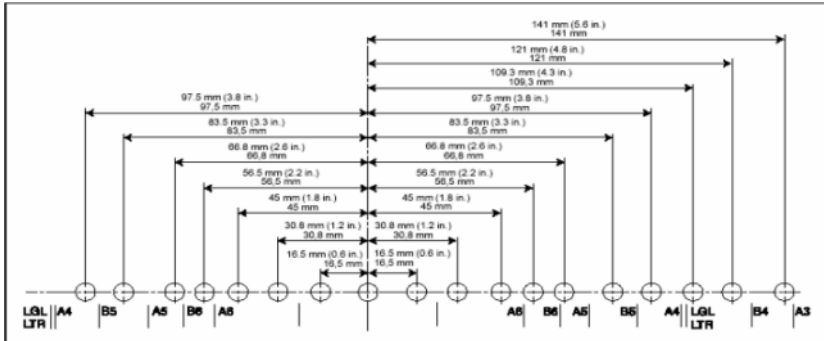 141 mm (5.6 in.)
141 mm
121 mm (4.8 in.)
121 mm
109.3 mm (4.3 in.)
109,3 mm
97.5 mm (3.8 in.)
97,5 mm
97.5 mm (3.8 in.)
97,5 mm
83.5 mm (3.3 in.)
83,5 mm
83.5 mm (3.3 in.)
83,5 mm
66.8 mm (2.6 in.)
66,8 mm
66.8 mm (2.6 in.)
66,8 mm
56.5 mm (2.2 in.)
56,5 mm
56.5 mm (2.2 in.)
56,5 mm
45 mm (1.8 in.)
45 mm
45 mm (1.8 in.)
45 mm
30.8 mm (1.2 in.)
30,8 mm
30.8 mm (1.2 in.)
30,8 mm
16.5 mm (0.6 in.)
16,5 mm
16.5 mm (0.6 in.)
16,5 mm
LGL A4 B5 A5 B6 A6 A6 B6 A5 B5 A4 LGL B4 A3
LTR LTR